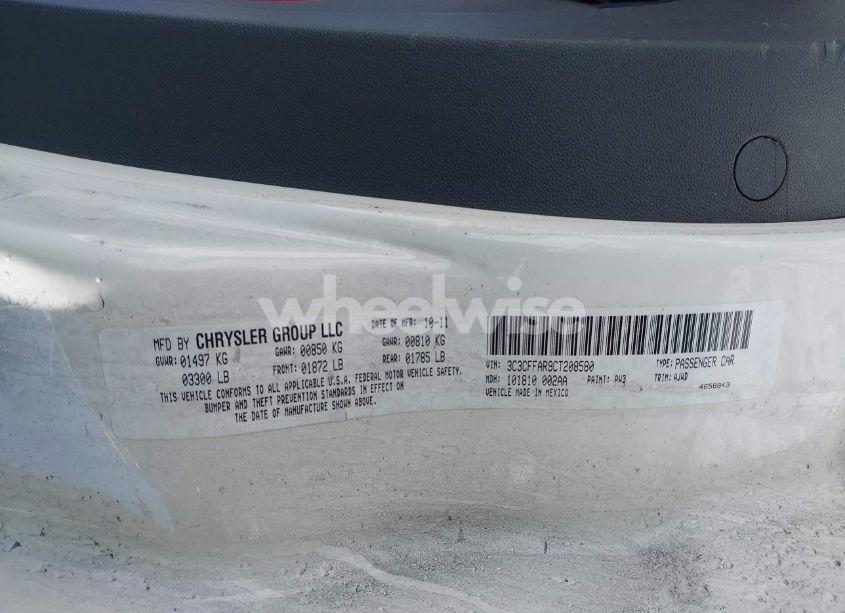 wheelwise
MFD BY CHRYSLER GROUP LLC
DATE OF MFR: 10-11
GVWR: 01497 KG
GAWR: 00850 KG
GAWR: 00810 KG
03300 LB
FRONT: 01872 LB
REAR: 01785 LB
THIS VEHICLE CONFORMS TO ALL APPLICABLE U.S.A. FEDERAL MOTOR VEHICLE SAFETY,
BUMPER AND THEFT PREVENTION STANDARDS IN EFFECT ON
THE DATE OF MANUFACTURE SHOWN ABOVE.
VIN: 3C3CFFAR9CT208580
TYPE: PASSENGER CAR
MDH: 101810 002AA
PAINT: PW3
TRIM: AJWD
VEHICLE MADE IN MEXICO
4656843